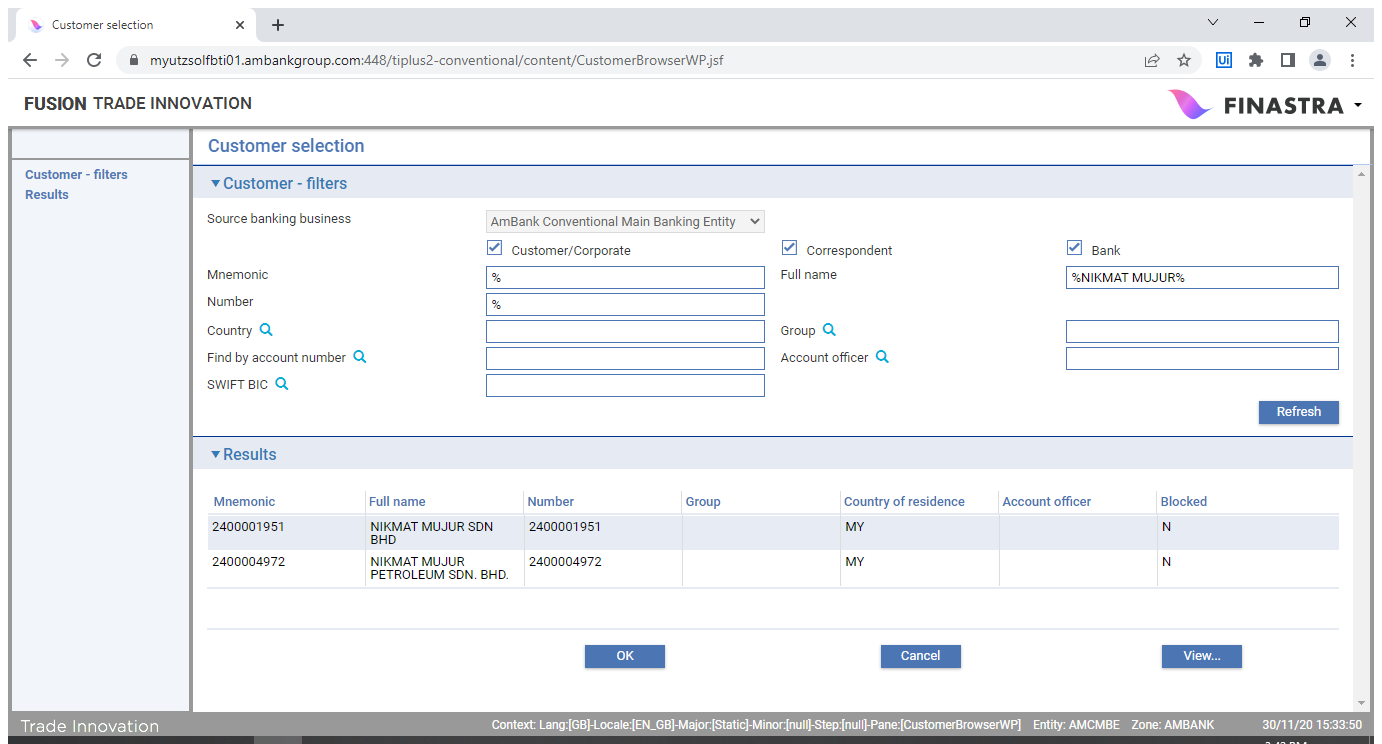 Customer selection
myutzsolfbti01.ambankgroup.com:448/tiplus2-conventional/content/CustomerBrowserWP.jsf
Ui
FUSION TRADE INNOVATION
FINASTRA
Customer - filters
Results
Customer selection
Customer - filters
Source banking business
AmBank Conventional Main Banking Entity
Customer/Corporate
Correspondent
Bank
Mnemonic
%
Full name
%NIKMAT MUJUR%
Number
%
Country
Group
Find by account number
Account officer
SWIFT BIC
Refresh
Results
Mnemonic Full name Number Group Country of residence Account officer Blocked
2400001951 NIKMAT MUJUR SDN 2400001951 MY N
BHD
2400004972 NIKMAT MUJUR 2400004972 MY N
PETROLEUM SDN. BHD.
OK Cancel View...
Trade Innovation
Context: Lang:[GB]-Locale:[EN_GB]-Major:[Static]-Minor:[null]-Step:[null]-Pane:[CustomerBrowserWP] Entity: AMCMBE Zone: AMBANK 30/11/20 15:33:50